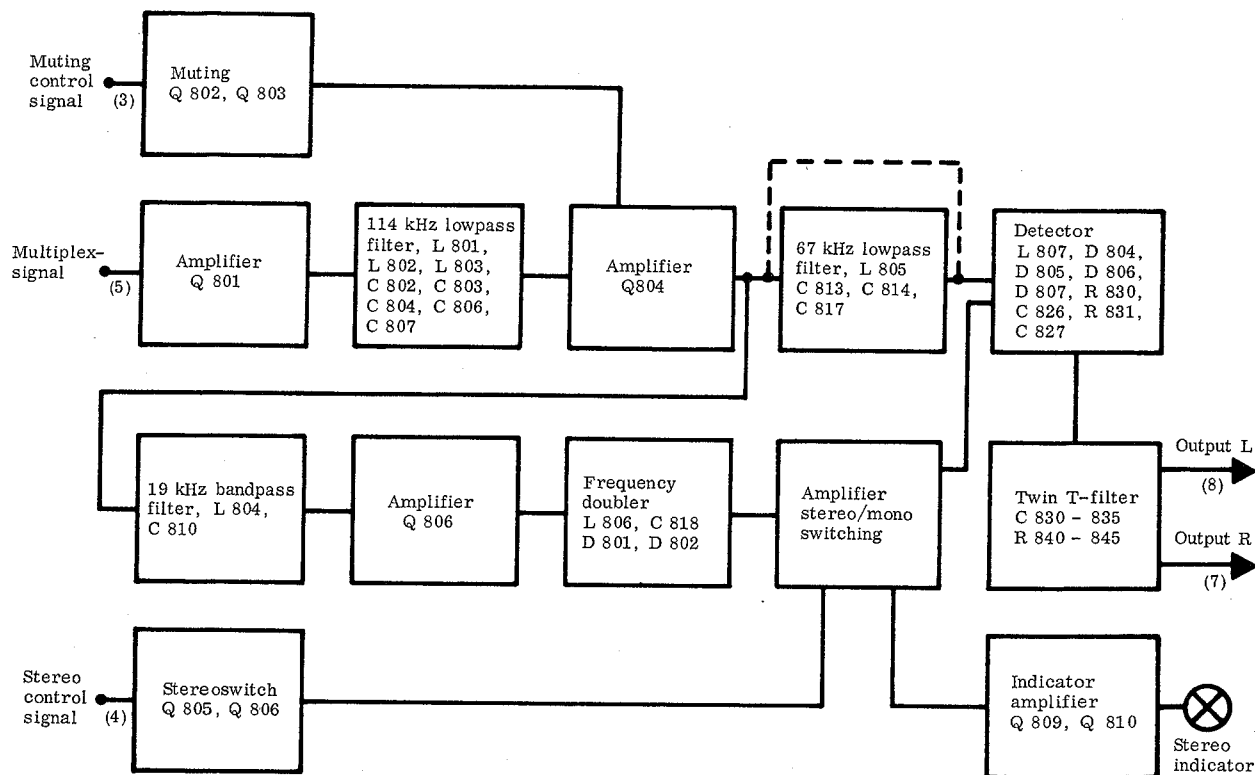 Muting
control
signal
(3)
Muting
Q 802, Q 803
Multiplex-
signal
(5)
Amplifier
Q 801
114 kHz lowpass
filter, L 801,
L 802, L 803,
C 802, C 803,
C 804, C 806,
C 807
Amplifier
Q804
67 kHz lowpass
filter, L 805
C 813, C 814,
C 817
Detector
L 807, D 804,
D 805, D 806,
D 807, R 830,
C 826, R 831,
C 827
19 kHz bandpass
filter, L 804,
C 810
Amplifier
Q 806
Frequency
doubler
L 806, C 818
D 801, D 802
Amplifier
stereo/mono
switching
Twin T-filter
C 830 - 835
R 840 - 845
Output L
(8)
Output R
(7)
Stereo
control
signal
(4)
Stereoswitch
Q 805, Q 806
Indicator
amplifier
Q 809, Q 810
Stereo
indicator